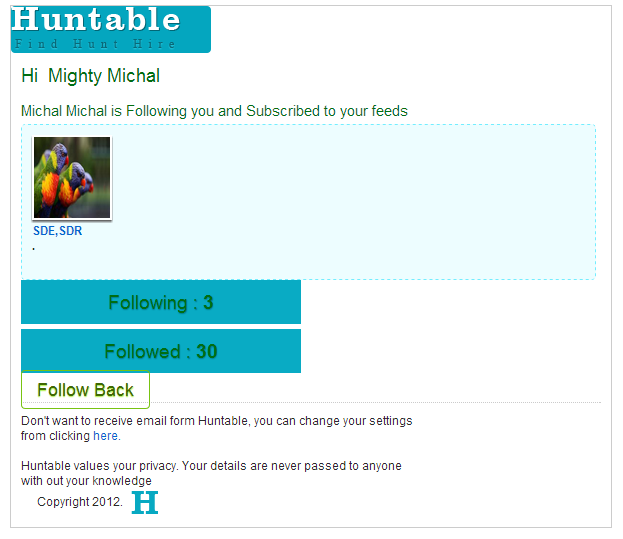 Huntable
Find Hunt Hire
Hi  Mighty Michal
Michal Michal is Following you and Subscribed to your feeds
SDE,SDR
.
Following : 3
Followed : 30
Follow Back
Don't want to receive email form Huntable, you can change your settings
from clicking here.
Huntable values your privacy. Your details are never passed to anyone
with out your knowledge
Copyright 2012. H